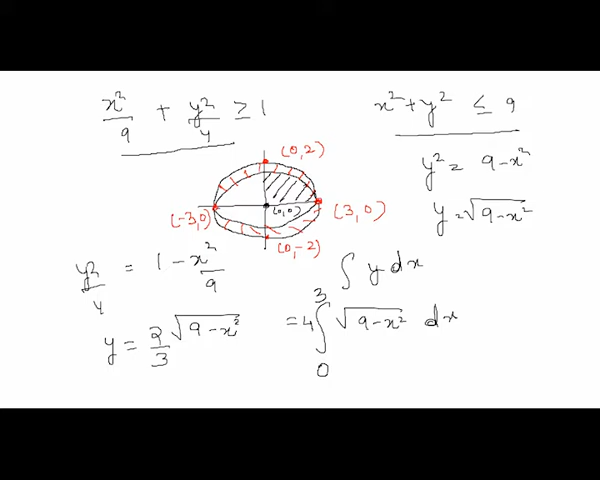 x²/9 + y²/4 ≥ 1
x² + y² ≤ 9
y² = 9 - x²
y = √(9 - x²)
(0, 2)
(-3, 0)
(0, 0)
(3, 0)
(0, -2)
y²/4 = 1 - x²/9
∫ y dx
y = 2/3 √(9 - x²)
= 4 ∫₀³ √(9 - x²) dx